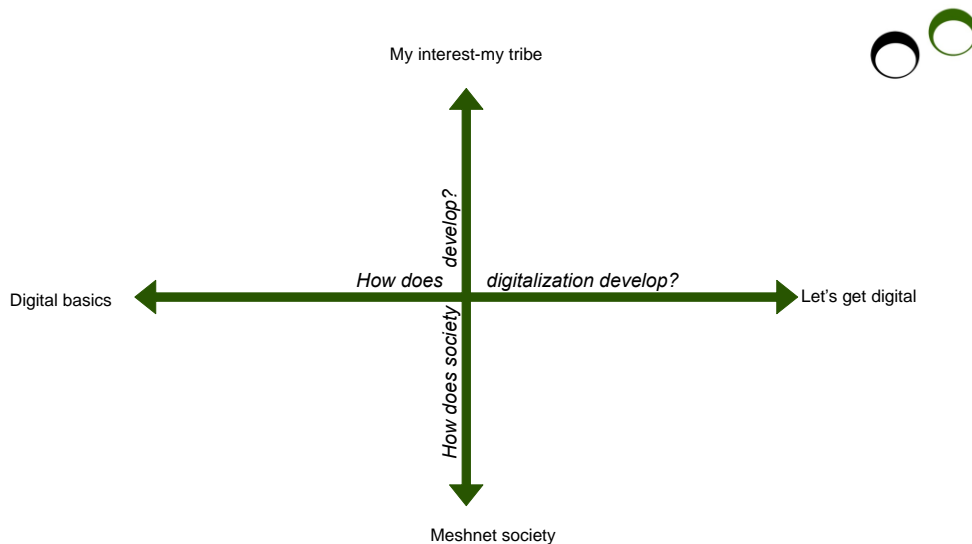 My interest-my tribe
How does society develop?
How does digitalization develop?
Digital basics
Let’s get digital
Meshnet society